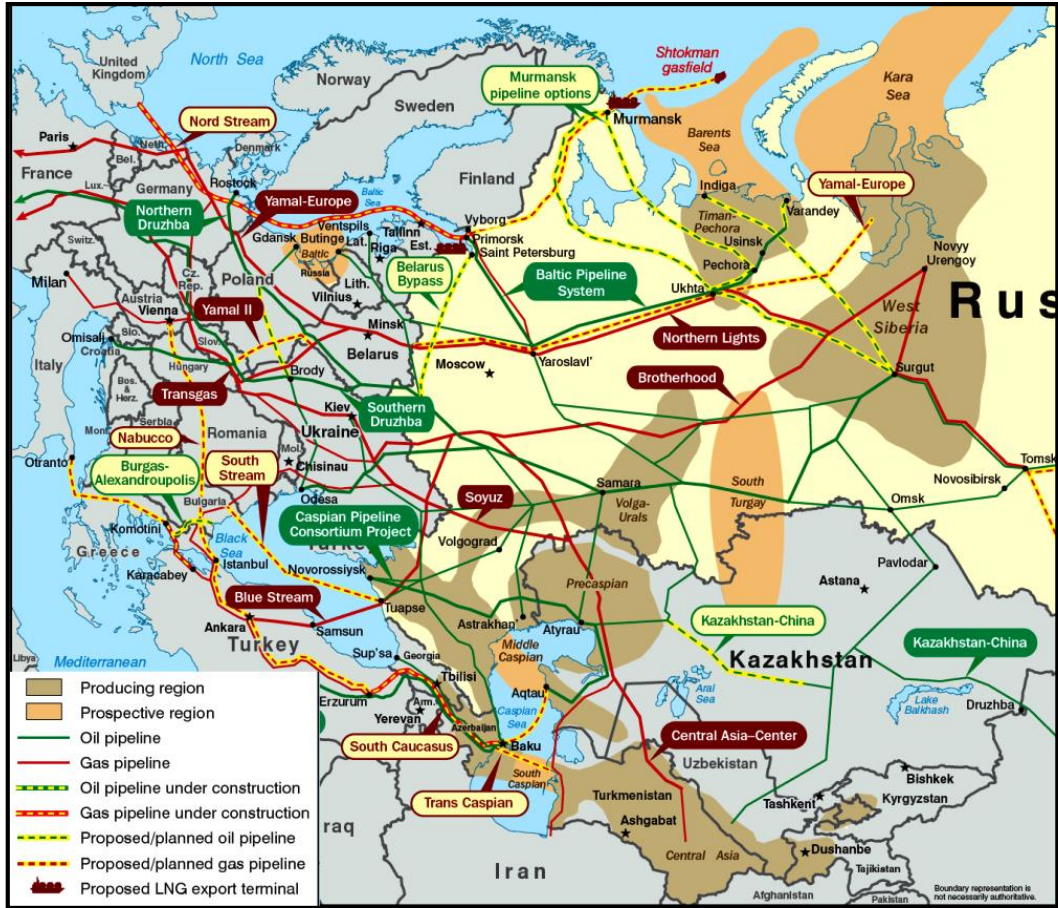 United
Kingdom
North Sea
Norway
Sweden
Finland
Murmansk
pipeline options
Shtokman
gasfield
Kara
Sea
Murmansk
Barents
Sea
Nord Stream
Paris
Neth.
Bel.
Denmark
France
Lux.
Germany
Rostock
Baltic
Sea
Yamal-Europe
Northern
Druzhba
Ventspils
Tallinn
Est.
Vyborg
Primorsk
Saint Petersburg
Gdansk
Butinge
Lat.
Riga
Baltic
Russia
Lith.
Vilnius
Indiga
Timan-
Pechora
Varandey
Usinsk
Pechora
Yamal-Europe
Novyy
Urengoy
Belarus
Bypass
Baltic Pipeline
System
Ukhta
Northern Lights
West
Siberia
Rus
Switz.
Milan
Cz.
Rep.
Poland
Austria
Vienna
Yamal II
Minsk
Belarus
Moscow
Yaroslavl'
Omisalj
Slo.
Croatia
Slov.
Hungary
Italy
Bos.
& Herz.
Transgas
Brody
Southern
Druzhba
Brotherhood
Surgut
Kiev
Ukraine
Serbia
Mont.
Romania
Nabucco
Mol.
Chisinau
Otranto
Burgas-
Alexandroupolis
South
Stream
Bulgaria
Odesa
Soyuz
Samara
Volga-
Urals
South
Turgay
Tomsk
Novosibirsk
Omsk
Caspian Pipeline
Consortium Project
Volgograd
Komotini
Greece
Black
Sea
Istanbul
Karacabey
Novorossiysk
Tuapse
Precaspian
Pavlodar
Astana
Blue Stream
Ankara
Samsun
Turkey
Astrakhan'
Atyrau
Kazakhstan-China
Kazakhstan
Kazakhstan-China
Libya
Mediterranean
Sup'sa
Georgia
Tbilisi
Middle
Caspian
Aqtau
Caspian
Sea
Aral
Sea
Lake
Balkhash
Druzhba
Erzurum
Arm.
Yerevan
Azerbaijan
Baku
South Caucasus
Trans Caspian
South
Caspian
Central Asia–Center
Uzbekistan
Bishkek
Tashkent
Kyrgyzstan
Turkmenistan
Ashgabat
Central Asia
Dushanbe
Tajikistan
Afghanistan
Pakistan
raq
Iran
Producing region
Prospective region
Oil pipeline
Gas pipeline
Oil pipeline under construction
Gas pipeline under construction
Proposed/planned oil pipeline
Proposed/planned gas pipeline
Proposed LNG export terminal
Boundary representation is
not necessarily authoritative.